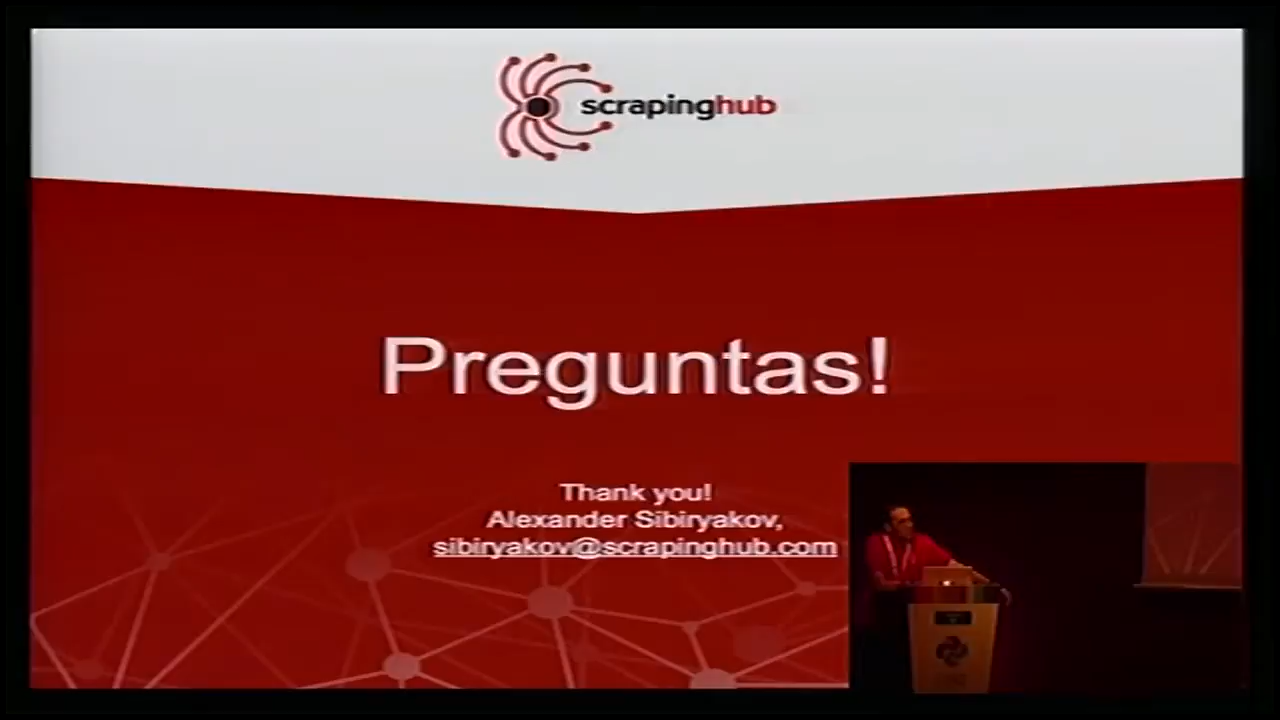 scrapinghub
Preguntas!
Thank you!
Alexander Sibiryakov,
sibiryakov@scrapinghub.com